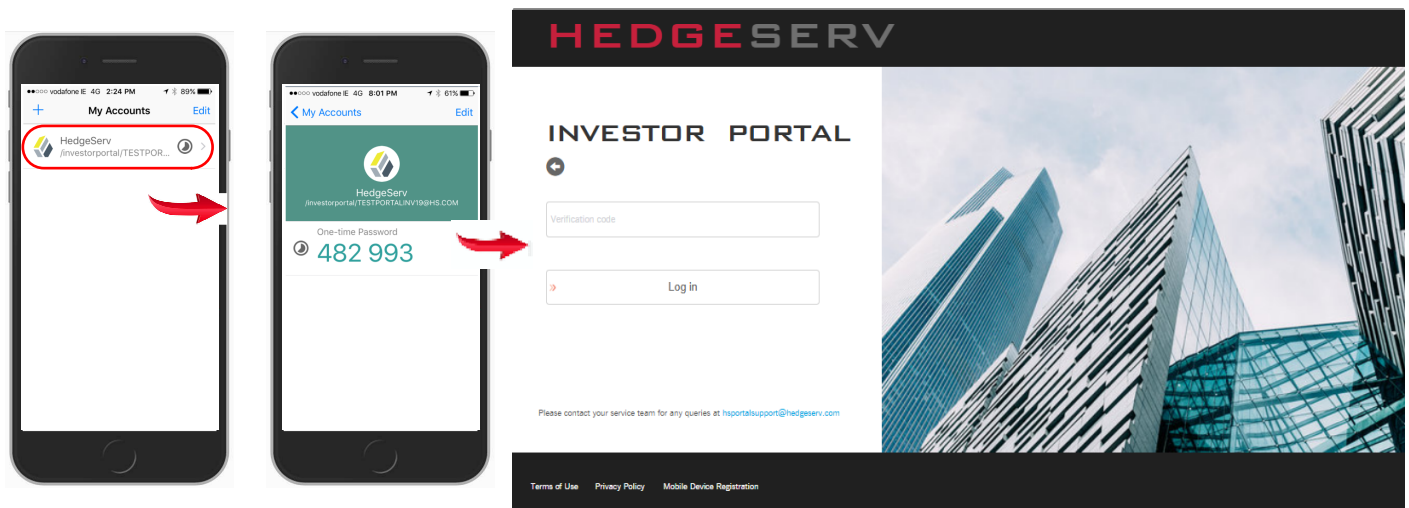 ●●○○○ vodafone IE 4G 2:24 PM 89%
+ My Accounts Edit
HedgeServ
/investorportal/TESTPOR...
●●○○○ vodafone IE 4G 8:01 PM 61%
My Accounts Edit
HedgeServ
/investorportal/TESTPORTALINV19@HS.COM
One-time Password
482 993
HEDGESERV
INVESTOR PORTAL
Verification code
Log in
Please contact your service team for any queries at hsportalsupport@hedgeserv.com
Terms of Use Privacy Policy Mobile Device Registration